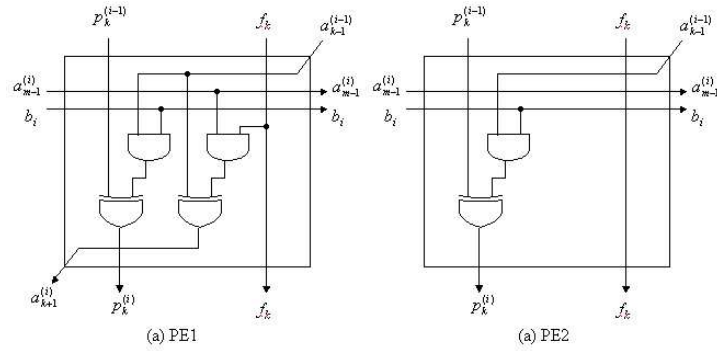 p_k^{(i-1)} f_k a_{k-1}^{(i-1)}
a_{m-1}^{(i)} a_{m-1}^{(i)}
b_i b_i
a_{k+1}^{(i)} p_k^{(i)} f_k
(a) PE1
p_k^{(i-1)} f_k a_{k-1}^{(i-1)}
a_{m-1}^{(i)} a_{m-1}^{(i)}
b_i b_i
p_k^{(i)} f_k
(a) PE2